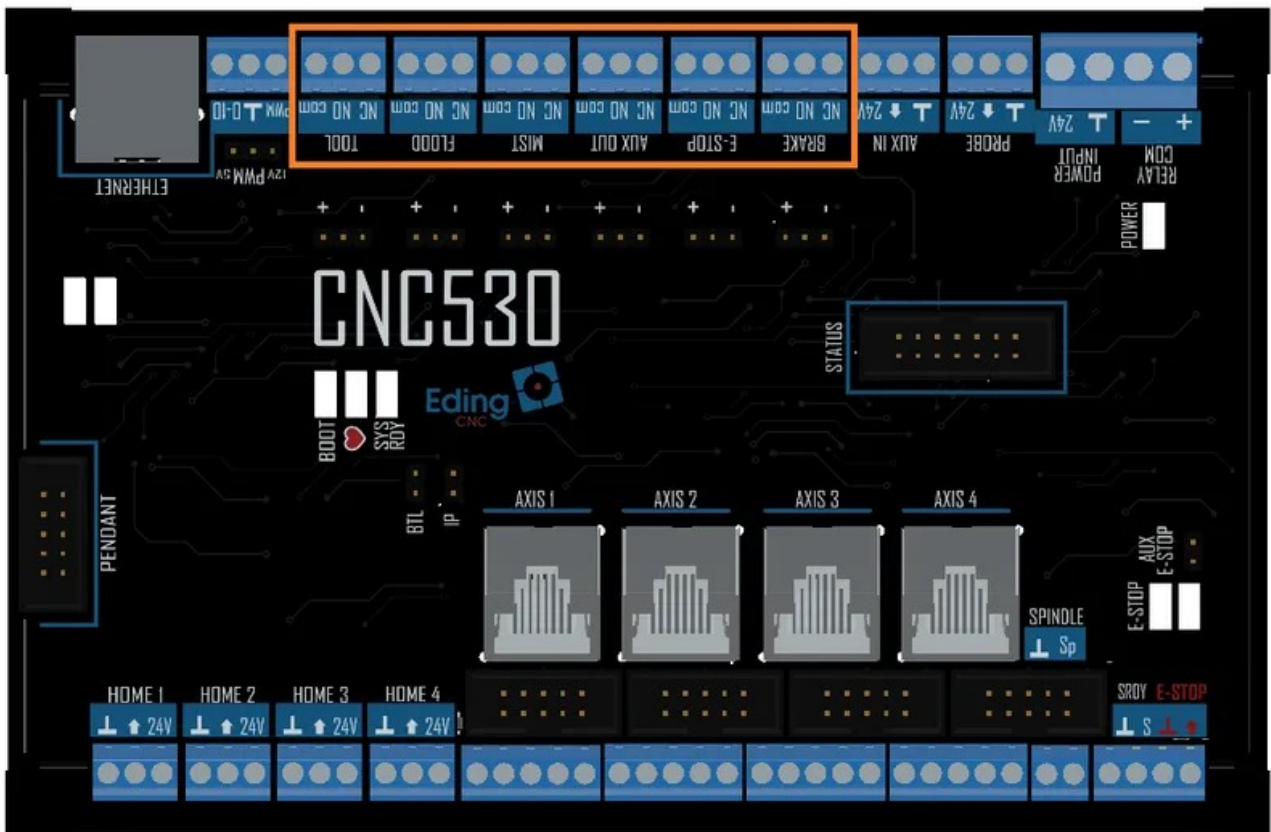 0-10 ⊥ PWM
com NO NC
com NO NC
com NO NC
com NO NC
com NO NC
com NO NC
24V ⬇ ⊥
24V ⬇ ⊥
24V ⊥
− +
ETHERNET
5V PWM 12V
TOOL
FLOOD
MIST
AUX OUT
E-STOP
BRAKE
AUX IN
PROBE
POWER
INPUT
RELAY
COM
+ -
+ -
+ -
+ -
+ -
+ -
POWER
CNC530
STATUS
Eding
CNC
BOOT
SYS
RDY
PENDANT
BTL
IP
AXIS 1
AXIS 2
AXIS 3
AXIS 4
AUX
E-STOP
E-STOP
SPINDLE
⊥ Sp
HOME 1
HOME 2
HOME 3
HOME 4
⊥ ⬆ 24V
⊥ ⬆ 24V
⊥ ⬆ 24V
⊥ ⬆ 24V
SRDY E-STOP
⊥ S ⊥ ⬆